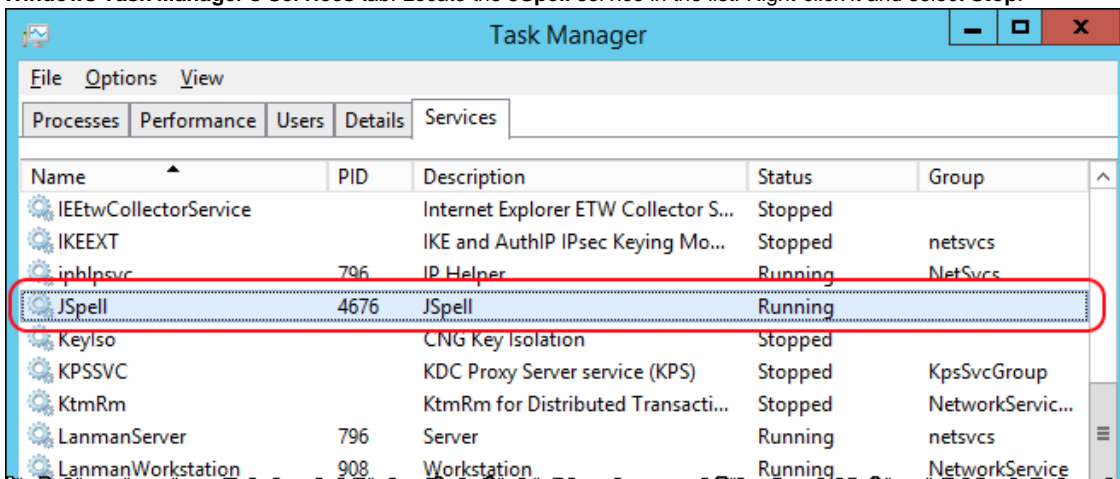 Task Manager
File Options View
Processes Performance Users Details Services
Name PID Description Status Group
IEEtwCollectorService Internet Explorer ETW Collector S... Stopped
IKEEXT IKE and AuthIP IPsec Keying Mo... Stopped netsvcs
iphlpsvc 796 IP Helper Running NetSvcs
JSpell 4676 JSpell Running
KeyIso CNG Key Isolation Stopped
KPSSVC KDC Proxy Server service (KPS) Stopped KpsSvcGroup
KtmRm KtmRm for Distributed Transacti... Stopped NetworkServic...
LanmanServer 796 Server Running netsvcs
LanmanWorkstation 908 Workstation Running NetworkService